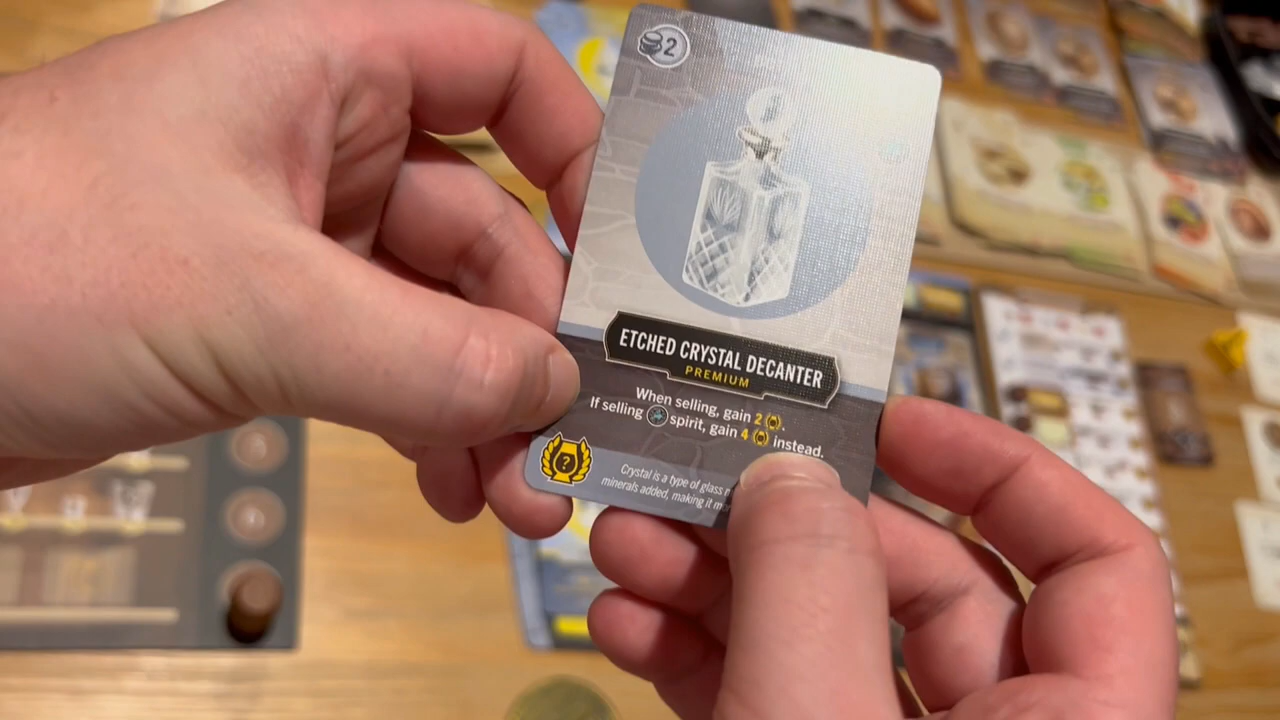 2
ETCHED CRYSTAL DECANTER
PREMIUM
When selling, gain 2 .
If selling spirit, gain 4 instead.
?
Crystal is a type of glass
minerals added, making it